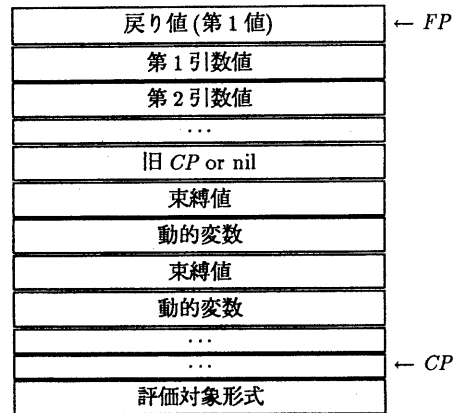 戻り値(第1値) ← FP
第1引数値
第2引数値
...
旧 CP or nil
束縛値
動的変数
束縛値
動的変数
...
... ← CP
評価対象形式